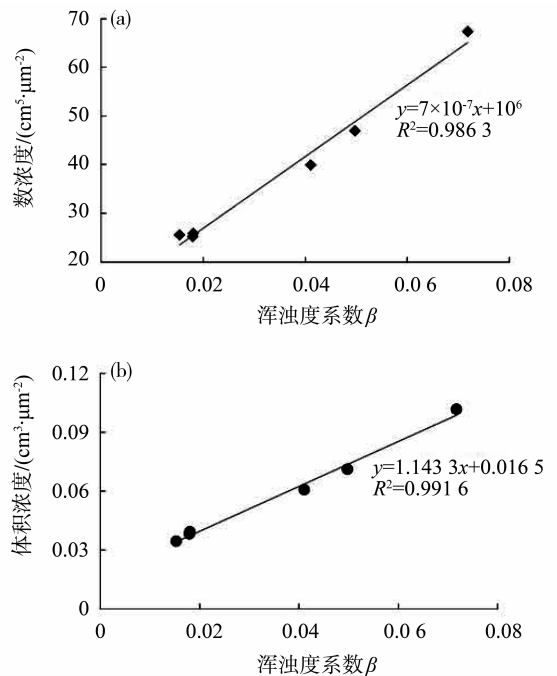 (a)
70
60
50
40
30
20
数浓度/(cm⁵·μm⁻²)
y=7×10⁻⁷x+10⁶
R²=0.986 3
0 0.02 0.04 0.0 6 0.08
浑浊度系数β
(b)
0.12
0.09
0.06
0.03
0
体积浓度/(cm³·μm⁻²)
y=1.143 3x+0.016 5
R²=0.991 6
0 0.02 0.04 0.0 6 0.08
浑浊度系数β